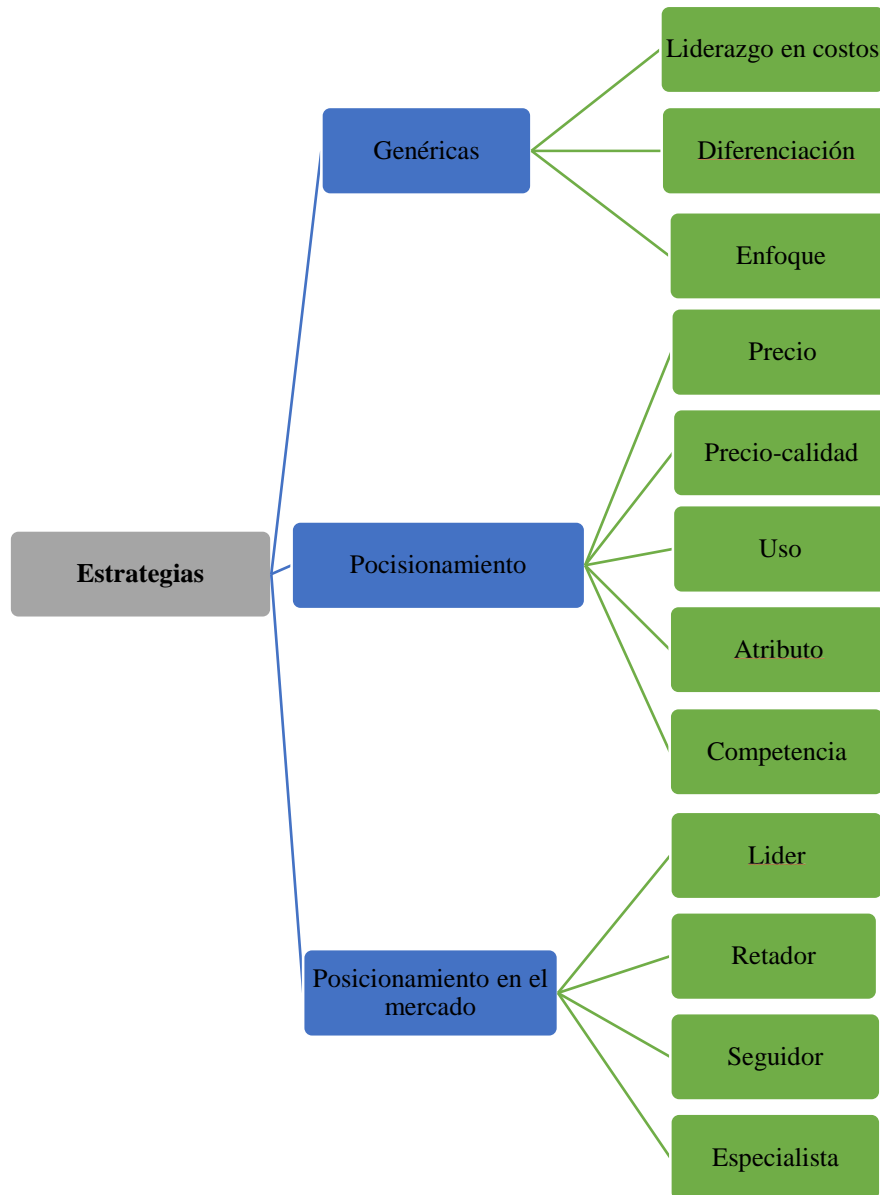 Estrategias
Genéricas
Liderazgo en costos
Diferenciación
Enfoque
Pocisionamiento
Precio
Precio-calidad
Uso
Atributo
Competencia
Posicionamiento en el
mercado
Lider
Retador
Seguidor
Especialista